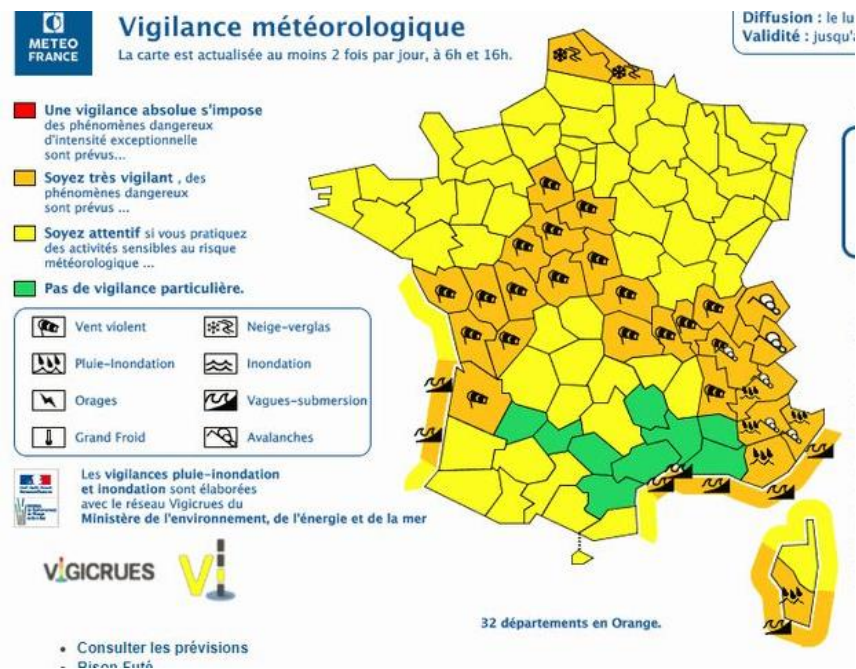 METEO
FRANCE
Vigilance météorologique
La carte est actualisée au moins 2 fois par jour, à 6h et 16h.
Diffusion : le lu
Validité : jusqu'a
Une vigilance absolue s'impose
des phénomènes dangereux
d'intensité exceptionnelle
sont prévus...
Soyez très vigilant , des
phénomènes dangereux
sont prévus ...
Soyez attentif si vous pratiquez
des activités sensibles au risque
météorologique ...
Pas de vigilance particulière.
Vent violent
Neige-verglas
Pluie-Inondation
Inondation
Orages
Vagues-submersion
Grand Froid
Avalanches
Les vigilances pluie-inondation
et inondation sont élaborées
avec le réseau Vigicrues du
Ministère de l'environnement, de l'énergie et de la mer
VIGICRUES
32 départements en Orange.
• Consulter les prévisions
• Bison Futé